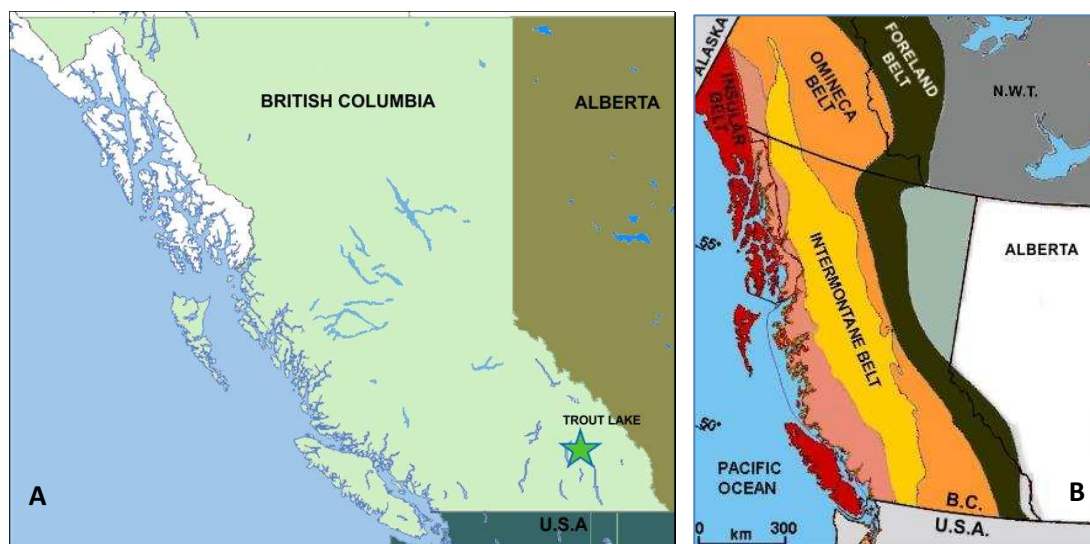 BRITISH COLUMBIA
ALBERTA
TROUT LAKE
A
U.S.A
ALASKA
INSULAR
BELT
OMINECA
BELT
FORELAND
BELT
N.W.T.
55
ALBERTA
INTERMONTANE BELT
50
PACIFIC
OCEAN
B.C.
B
U.S.A.
0 300
km